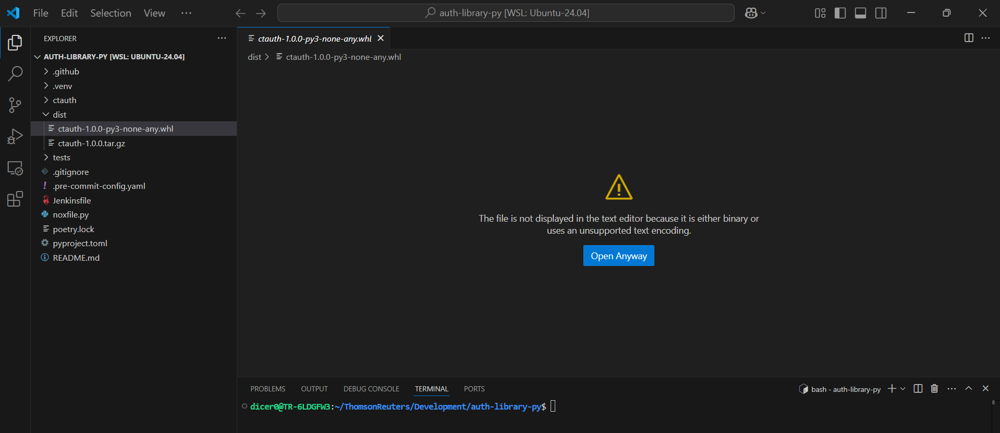 File Edit Selection View ···
auth-library-py [WSL: Ubuntu-24.04]
EXPLORER
AUTH-LIBRARY-PY [WSL: UBUNTU-24.04]
.github
.venv
ctauth
dist
ctauth-1.0.0-py3-none-any.whl
ctauth-1.0.0.tar.gz
tests
.gitignore
.pre-commit-config.yaml
Jenkinsfile
noxfile.py
poetry.lock
pyproject.toml
README.md
ctauth-1.0.0-py3-none-any.whl
dist > ctauth-1.0.0-py3-none-any.whl
The file is not displayed in the text editor because it is either binary or
uses an unsupported text encoding.
Open Anyway
PROBLEMS OUTPUT DEBUG CONSOLE TERMINAL PORTS
bash - auth-library-py
dicer0@TR-6LDGFW3:~/ThomsonReuters/Development/auth-library-py$